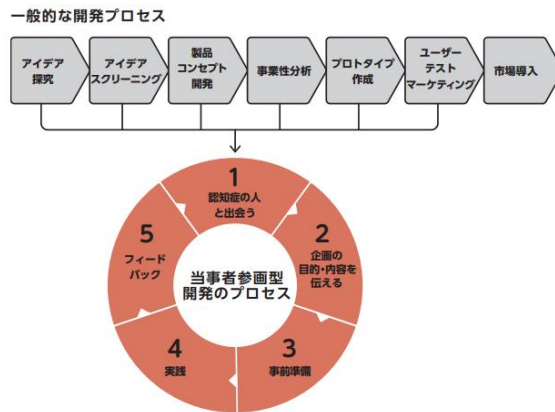 一般的な開発プロセス
アイデア
探究
アイデア
スクリーニング
製品
コンセプト
開発
事業性分析
プロトタイプ
作成
ユーザー
テスト
マーケティング
市場導入
1
認知症の人
と出会う
2
企画の
目的・内容を
伝える
3
事前準備
4
実践
5
フィード
バック
当事者参画型
開発のプロセス